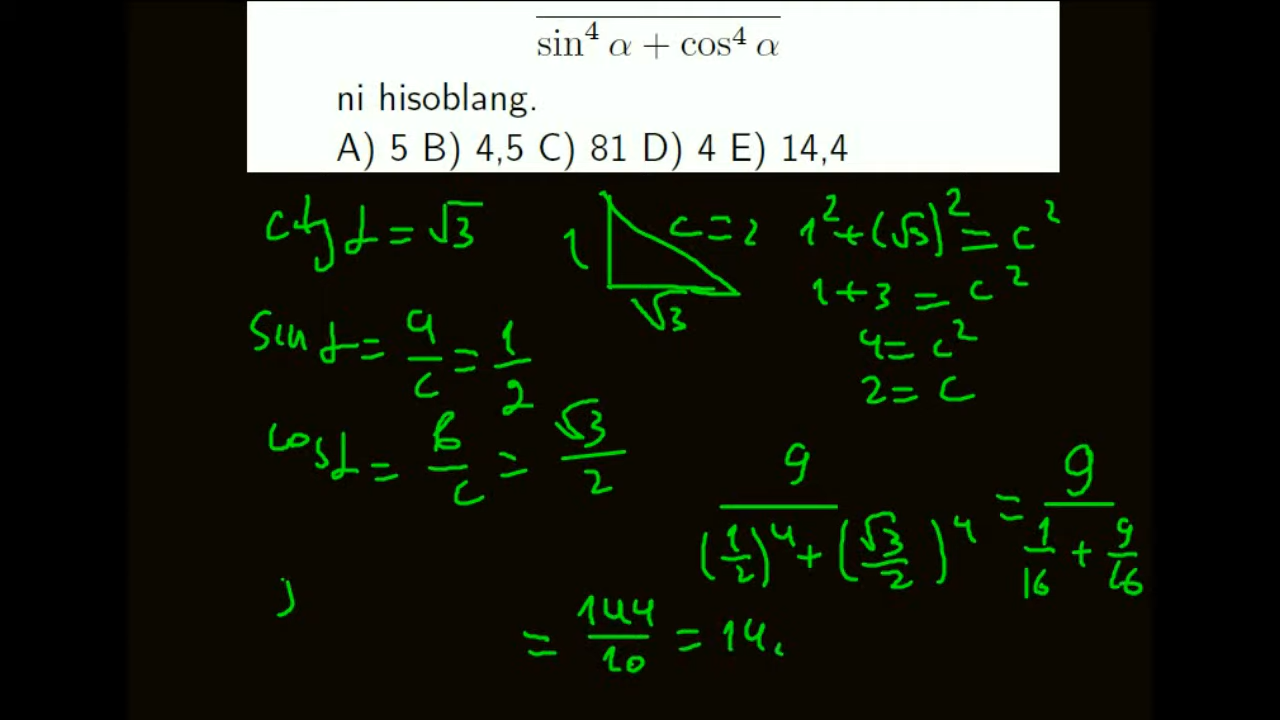 sin⁴ α + cos⁴ α
ni hisoblang.
A) 5 B) 4,5 C) 81 D) 4 E) 14,4
ctg α = √3
1
c = 2
√3
1² + (√3)² = c²
1 + 3 = c²
4 = c²
2 = c
sin α = a/c = 1/2
cos α = b/c = √3/2
9/((1/2)⁴ + (√3/2)⁴) = 9/(1/16 + 9/16)
= 144/10 = 14,